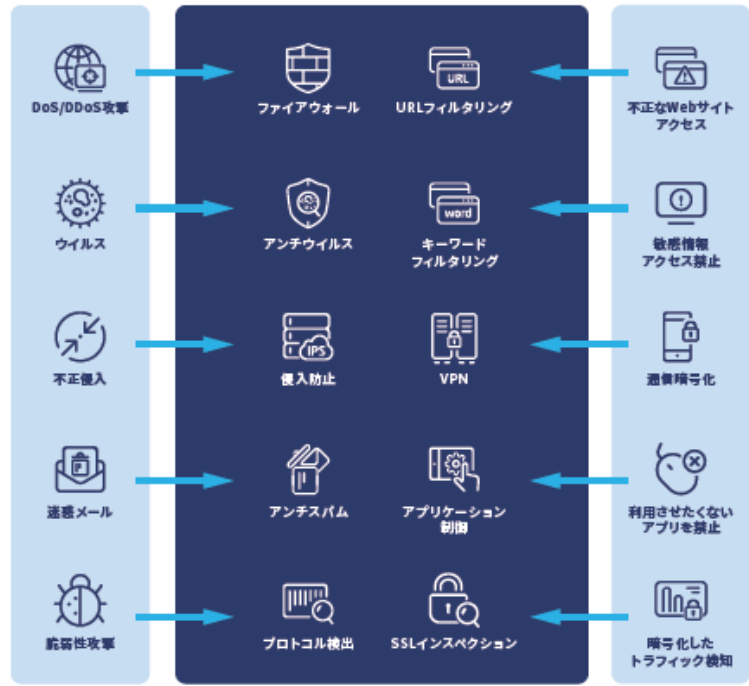 DoS/DDoS攻撃
ファイアウォール
URL
URLフィルタリング
不正なWebサイト
アクセス
ウイルス
アンチウイルス
word
キーワード
フィルタリング
敏感情報
アクセス禁止
不正侵入
IPS
侵入防止
VPN
通信暗号化
迷惑メール
アンチスパム
アプリケーション
制御
利用させたくない
アプリを禁止
脆弱性攻撃
プロトコル検出
SSLインスペクション
暗号化した
トラフィック検知